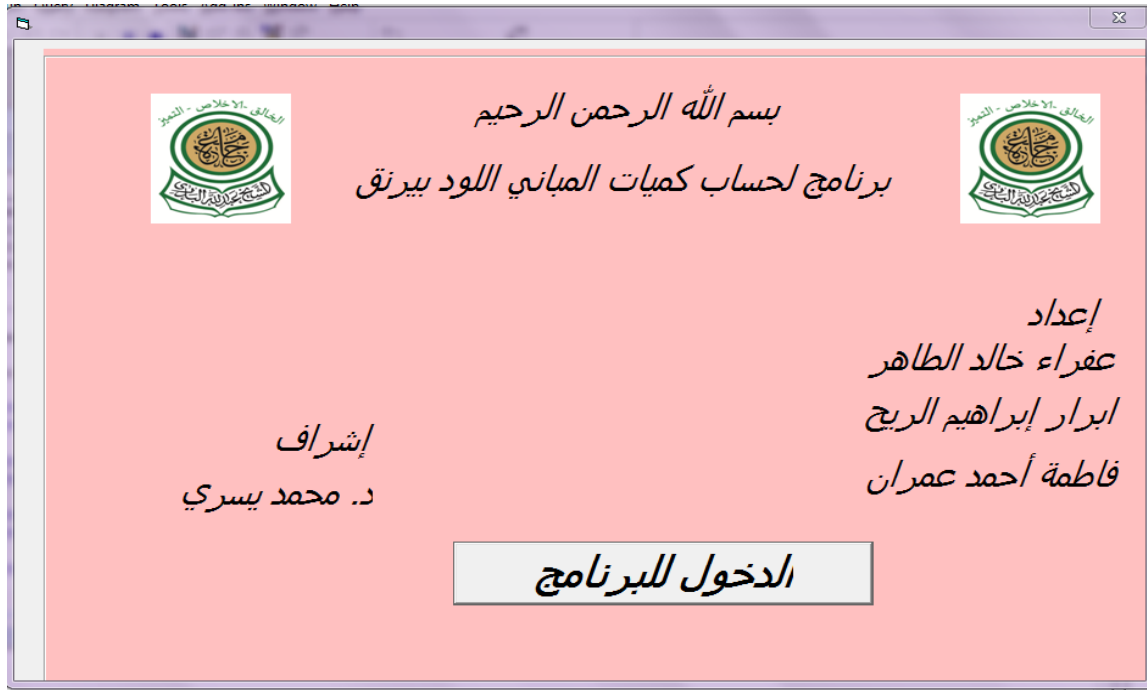 بسم الله الرحمن الرحيم
برنامج لحساب كميات المباني اللود بيرنق
إعداد
عفراء خالد الطاهر
ابرار إبراهيم الريح
فاطمة أحمد عمران
إشراف
د. محمد يسري
الدخول للبرنامج